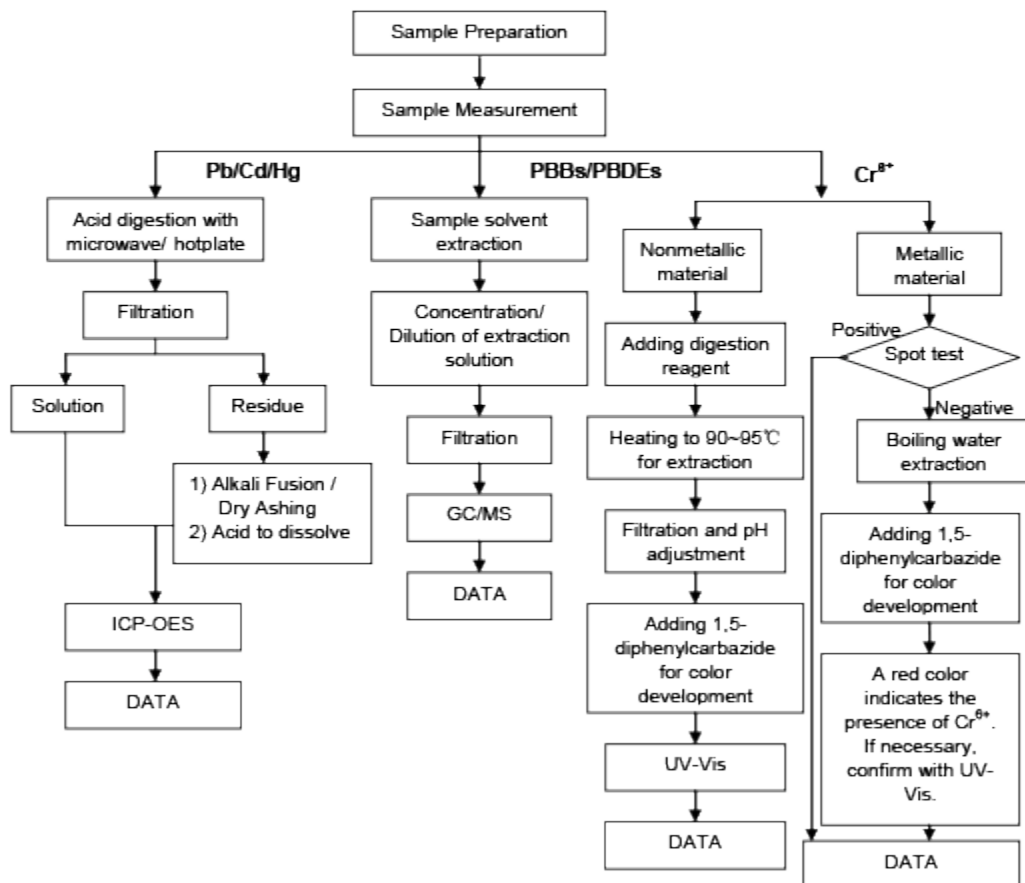 Sample Preparation
Sample Measurement
Pb/Cd/Hg
PBBs/PBDEs
Cr⁶⁺
Acid digestion with
microwave/ hotplate
Filtration
Solution
Residue
1) Alkali Fusion /
Dry Ashing
2) Acid to dissolve
ICP-OES
DATA
Sample solvent
extraction
Concentration/
Dilution of extraction
solution
Filtration
GC/MS
DATA
Nonmetallic
material
Adding digestion
reagent
Heating to 90~95℃
for extraction
Filtration and pH
adjustment
Adding 1,5-
diphenylcarbazide
for color
development
UV-Vis
DATA
Metallic
material
Positive
Spot test
Negative
Boiling water
extraction
Adding 1,5-
diphenylcarbazide
for color
development
A red color
indicates the
presence of Cr⁶⁺.
If necessary,
confirm with UV-
Vis.
DATA